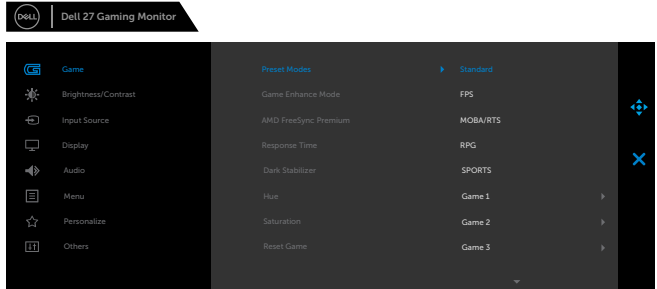 DELL
Dell 27 Gaming Monitor
Game Preset Modes Standard
Brightness/Contrast Game Enhance Mode FPS
Input Source AMD FreeSync Premium MOBA/RTS
Display Response Time RPG
Audio Dark Stabilizer SPORTS
Menu Hue Game 1
Personalize Saturation Game 2
Others Reset Game Game 3